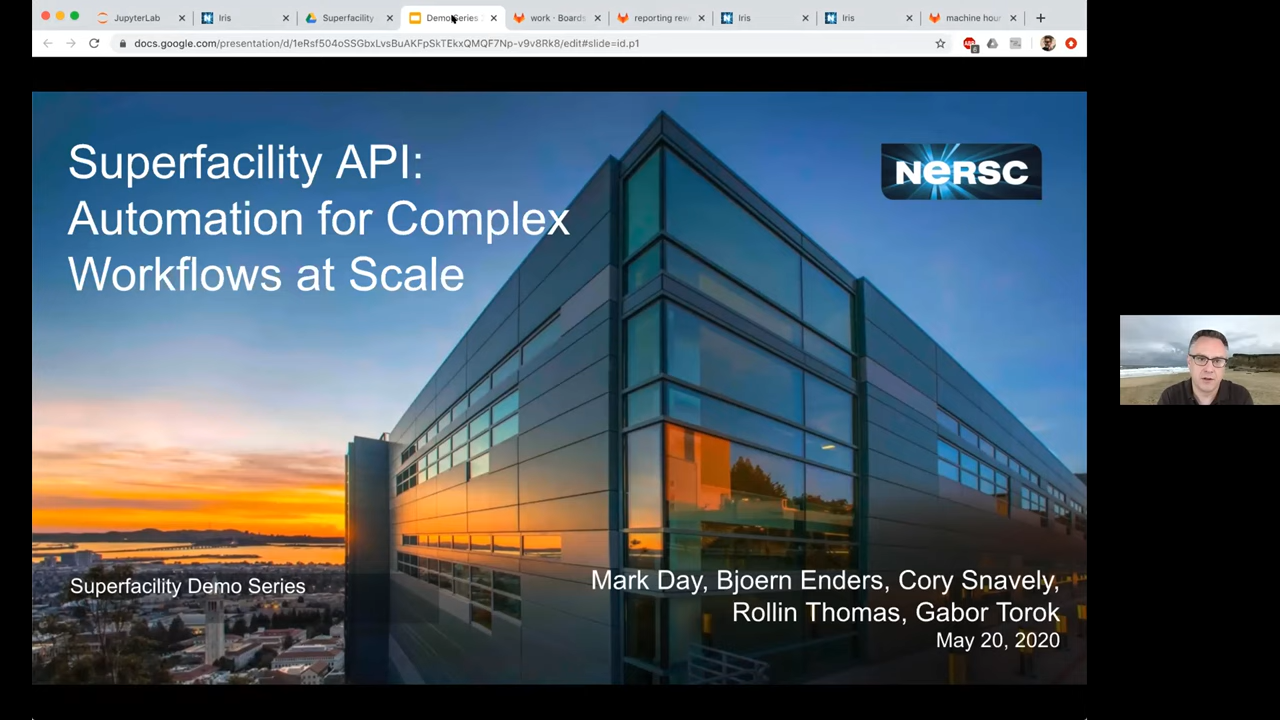 JupyterLab
Iris
Superfacility
Demo Series
work · Boards
reporting rew
Iris
Iris
machine hour
docs.google.com/presentation/d/1eRsf504oSSGbxLvsBuAKFpSkTEkxQMQF7Np-v9v8Rk8/edit#slide=id.p1
Superfacility API:
Automation for Complex
Workflows at Scale
NERSC
Superfacility Demo Series
Mark Day, Bjoern Enders, Cory Snavely,
Rollin Thomas, Gabor Torok
May 20, 2020